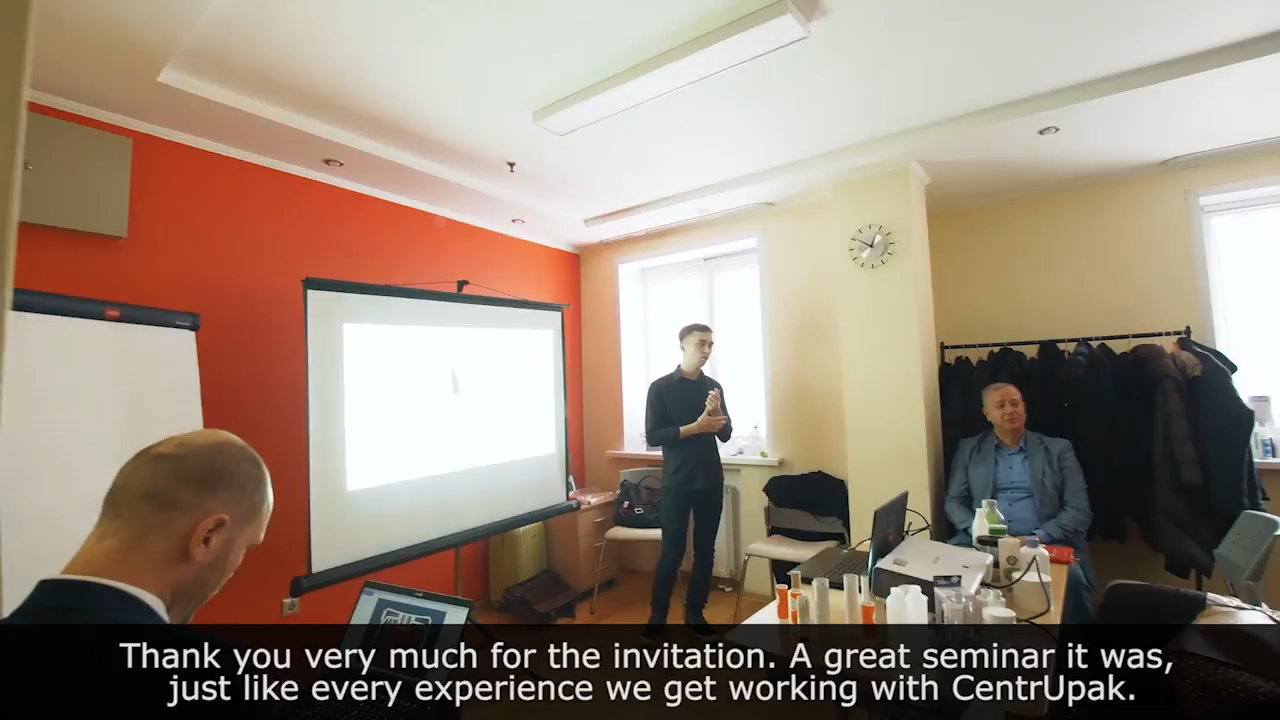 Thank you very much for the invitation. A great seminar it was,
just like every experience we get working with CentrUpak.